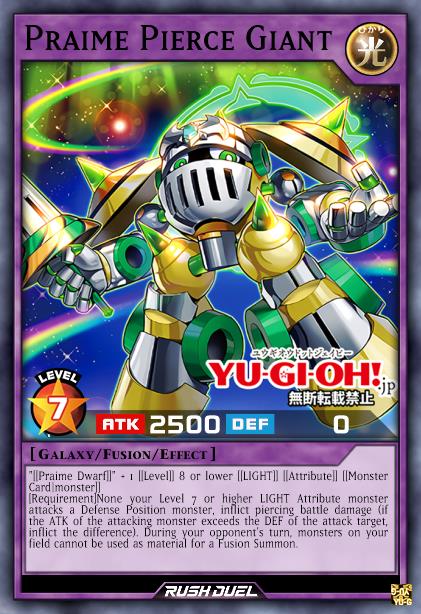 PRAIME PIERCE GIANT
ひかり
光
ユウギオウドットジェイピー
YU-GI-OH!.jp
無断転載禁止
LEVEL
7
ATK 2500 DEF 0
[GALAXY/FUSION/EFFECT]
"[[Praime Dwarf]]" + 1 [[Level]] 8 or lower [[LIGHT]] [[Attribute]] [[Monster
Card|monster]]
[Requirement]None your Level 7 or higher LIGHT Attribute monster
attacks a Defense Position monster, inflict piercing battle damage (if
the ATK of the attacking monster exceeds the DEF of the attack target,
inflict the difference). During your opponent's turn, monsters on your
field cannot be used as material for a Fusion Summon.
RUSH DUEL